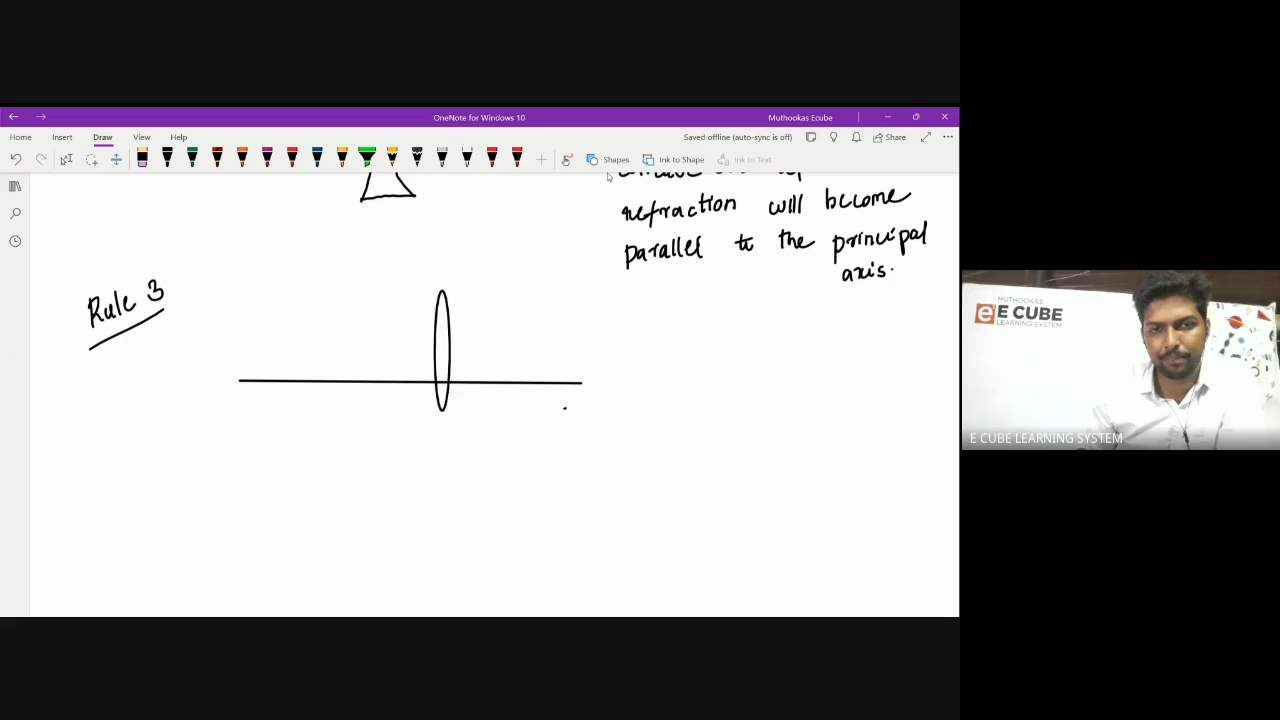 OneNote for Windows 10
Muthookas Ecube
Home Insert Draw View Help
Saved offline (auto-sync is off)
Share
Shapes
Ink to Shape
Ink to Text
refraction will become
parallel to the principal
axis.
Rule 3
MUTHOOKAS
e E CUBE
LEARNING SYSTEM
E CUBE LEARNING SYSTEM